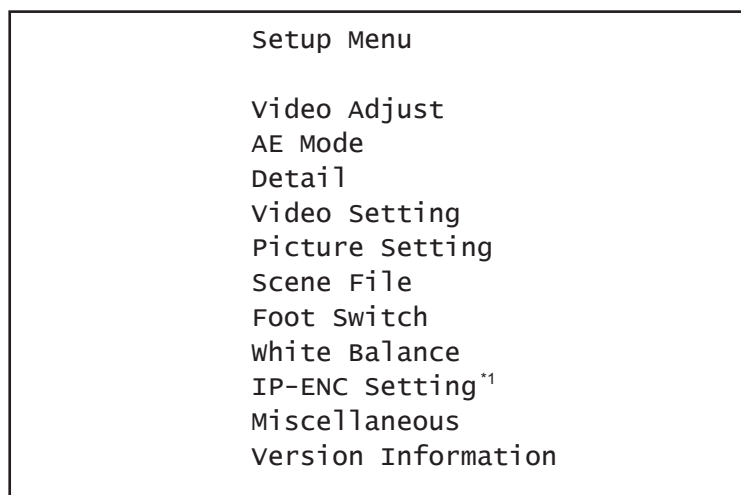 Setup Menu
Video Adjust
AE Mode
Detail
Video Setting
Picture Setting
Scene File
Foot Switch
White Balance
IP-ENC Setting*1
Miscellaneous
Version Information